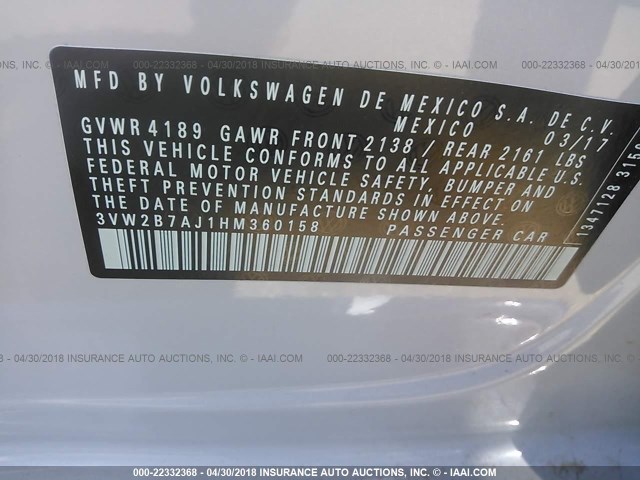 000-22332368 - 04/30/2018 INSURANCE AUTO AUCTIONS, INC. © - IAAI.COM
MFD BY VOLKSWAGEN DE MEXICO S.A. DE C.V.
MEXICO 03/17
GVWR 4189 GAWR FRONT 2138 / REAR 2161 LBS
THIS VEHICLE CONFORMS TO ALL APPLICABLE U.S.
FEDERAL MOTOR VEHICLE SAFETY, BUMPER AND
THEFT PREVENTION STANDARDS IN EFFECT ON
THE DATE OF MANUFACTURE SHOWN ABOVE.
3VW2B7AJ1HM360158 PASSENGER CAR
1347128
000-22332368 - 04/30/2018 INSURANCE AUTO AUCTIONS, INC. © - IAAI.COM
000-22332368 - 04/30/2018 INSURANCE AUTO AUCTIONS, INC. © - IAAI.COM